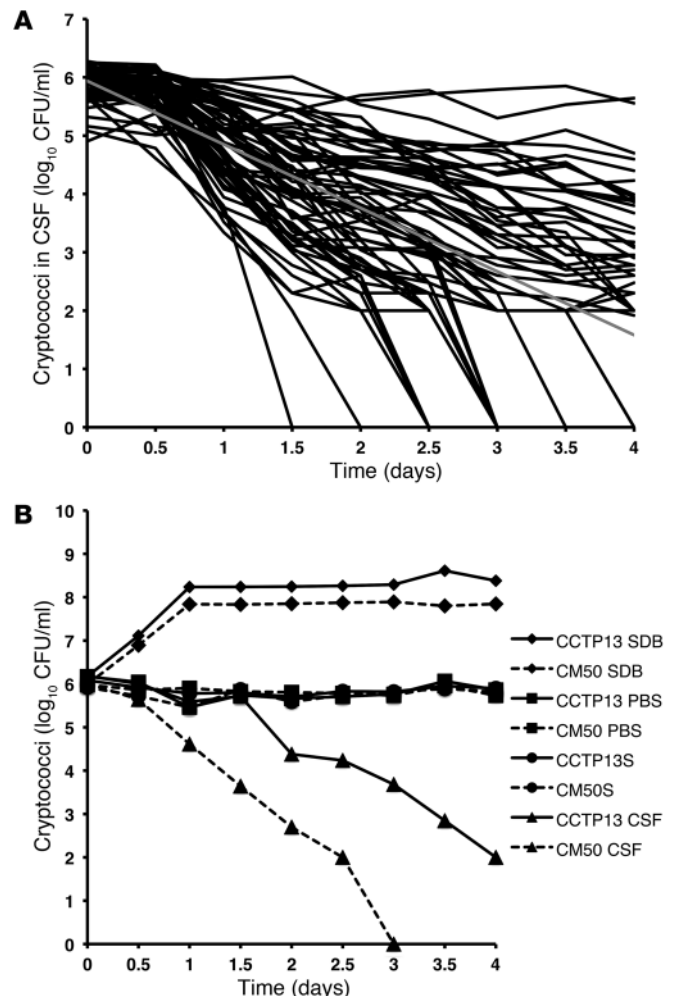 A
Cryptococci in CSF (log10 CFU/ml)
7
6
5
4
3
2
1
0
0 0.5 1 1.5 2 2.5 3 3.5 4
Time (days)
B
Cryptococci (log10 CFU/ml)
10
9
8
7
6
5
4
3
2
1
0
0 0.5 1 1.5 2 2.5 3 3.5 4
Time (days)
CCTP13 SDB
CM50 SDB
CCTP13 PBS
CM50 PBS
CCTP13S
CM50S
CCTP13 CSF
CM50 CSF